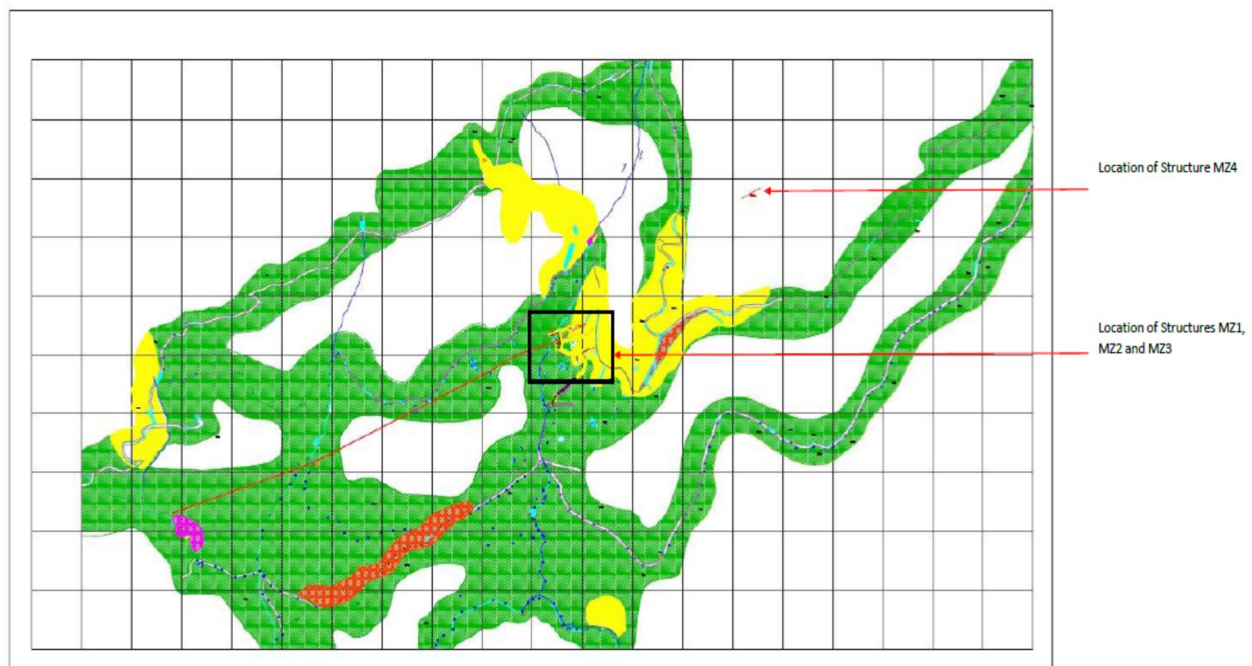 Location of Structure MZ4
Location of Structures MZ1,
MZ2 and MZ3